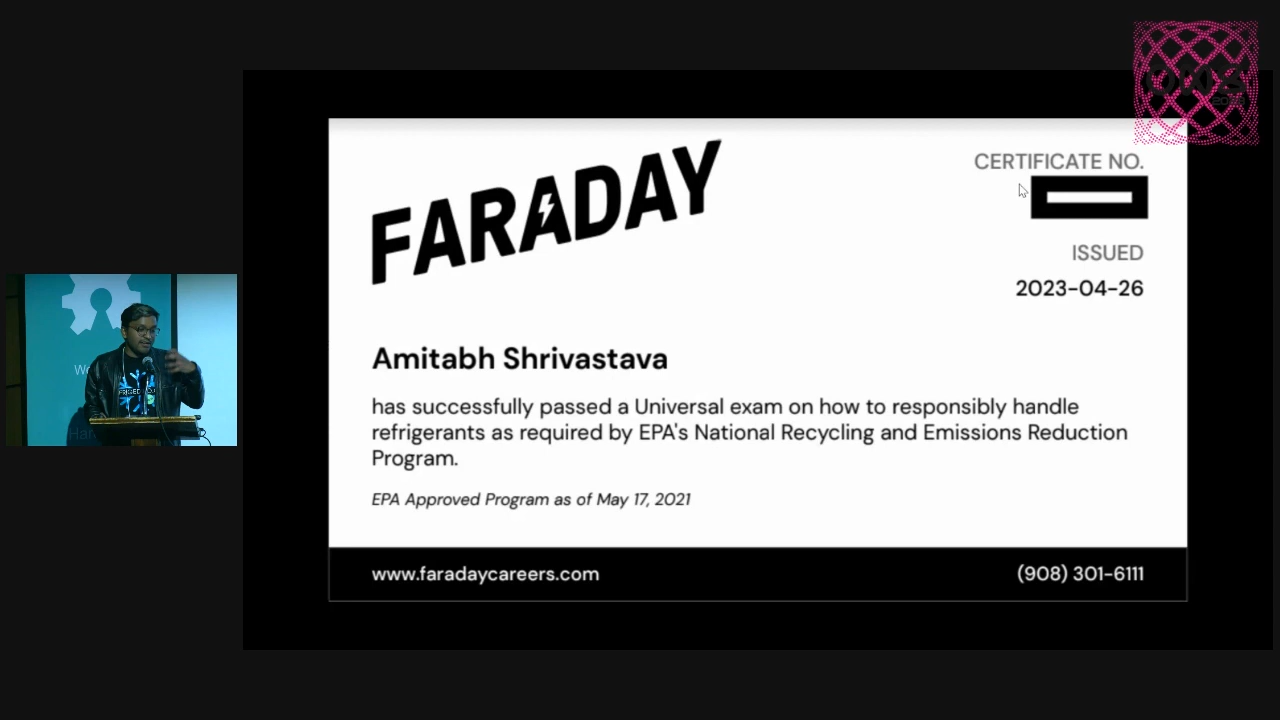 FARADAY
CERTIFICATE NO.
ISSUED
2023-04-26
Amitabh Shrivastava
has successfully passed a Universal exam on how to responsibly handle
refrigerants as required by EPA's National Recycling and Emissions Reduction
Program.
EPA Approved Program as of May 17, 2021
www.faradaycareers.com
(908) 301-6111